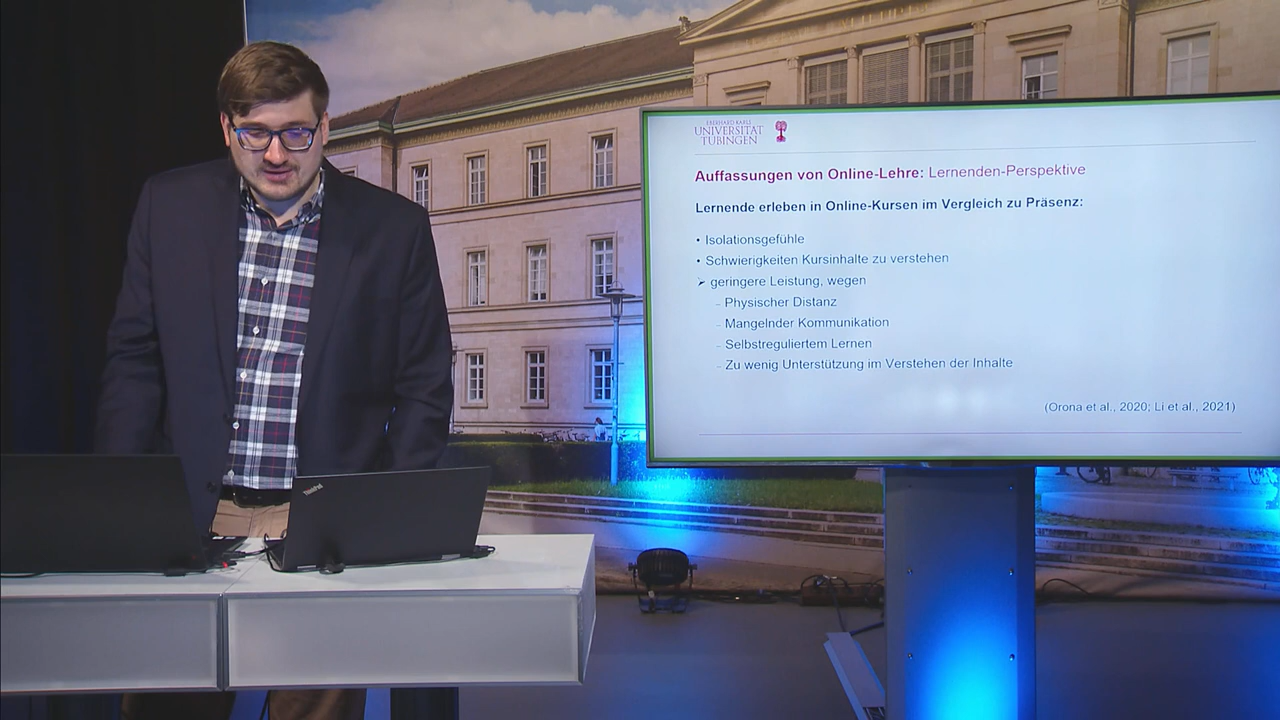 EBERHARD KARLS
UNIVERSITÄT
TÜBINGEN
Auffassungen von Online-Lehre: Lernenden-Perspektive
Lernende erleben in Online-Kursen im Vergleich zu Präsenz:
• Isolationsgefühle
• Schwierigkeiten Kursinhalte zu verstehen
➢ geringere Leistung, wegen
- Physischer Distanz
- Mangelnder Kommunikation
- Selbstreguliertem Lernen
- Zu wenig Unterstützung im Verstehen der Inhalte
(Orona et al., 2020; Li et al., 2021)
ThinkPad